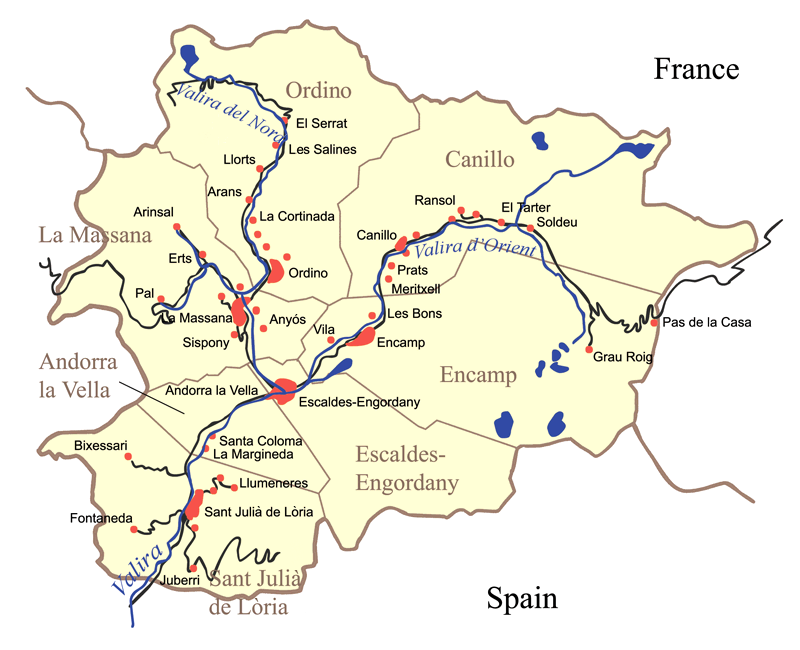 France
Ordino
Valira del Nord
El Serrat
Les Salines
Llorts
Canillo
Arans
Ransol
El Tarter
Arinsal
La Cortinada
Soldeu
La Massana
Canillo
Valira d'Orient
Erts
Ordino
Prats
Meritxell
Pal
La Massana
Anyós
Vila
Les Bons
Pas de la Casa
Sispony
Encamp
Grau Roig
Andorra
la Vella
Encamp
Andorra la Vella
Escaldes-Engordany
Bixessari
Santa Coloma
La Margineda
Escaldes-
Engordany
Llumeneres
Fontaneda
Sant Julià de Lòria
Valira
Juberri
Sant Julià
de Lòria
Spain